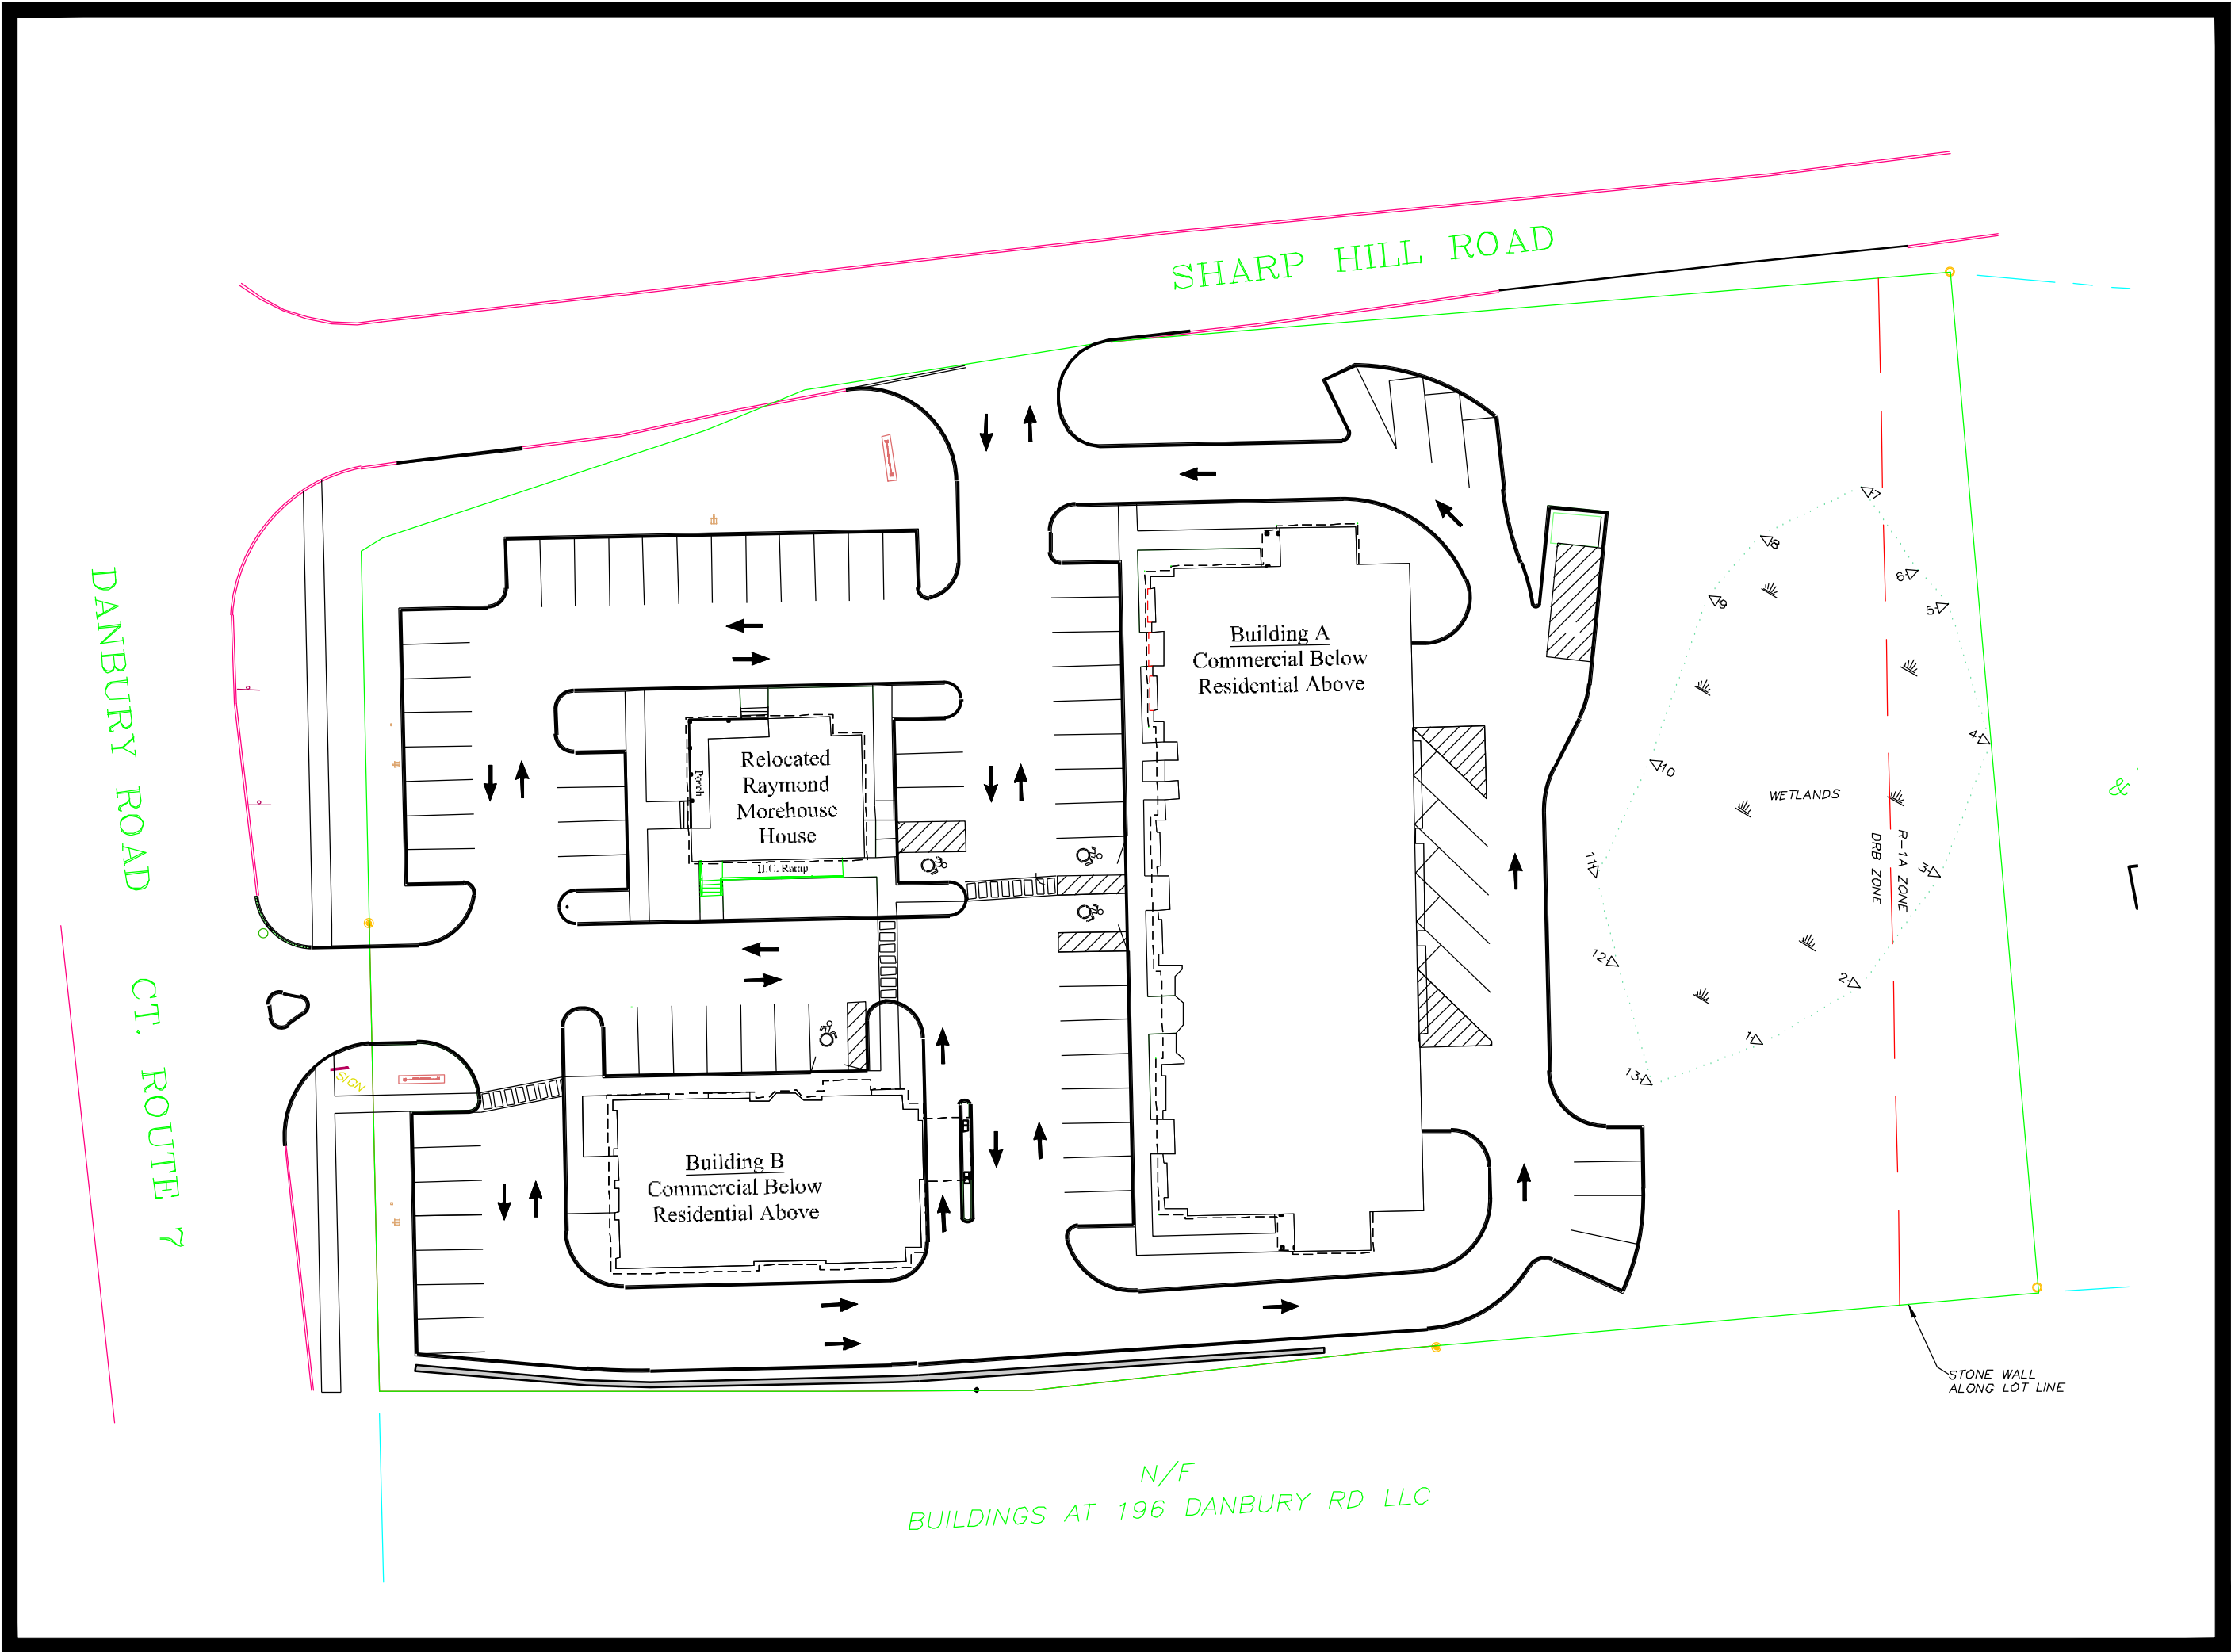 SHARP HILL ROAD
DANBURY ROAD CT. ROUTE 7
Building A
Commercial Below
Residential Above
Relocated
Raymond
Morehouse
House
Porch
H.C. Ramp
Building B
Commercial Below
Residential Above
SIGN
WETLANDS
R-1A ZONE
DRB ZONE
7
8
6
9
5
4
10
3
11
12
2
1
13
&
STONE WALL
ALONG LOT LINE
N/F
BUILDINGS AT 196 DANBURY RD LLC